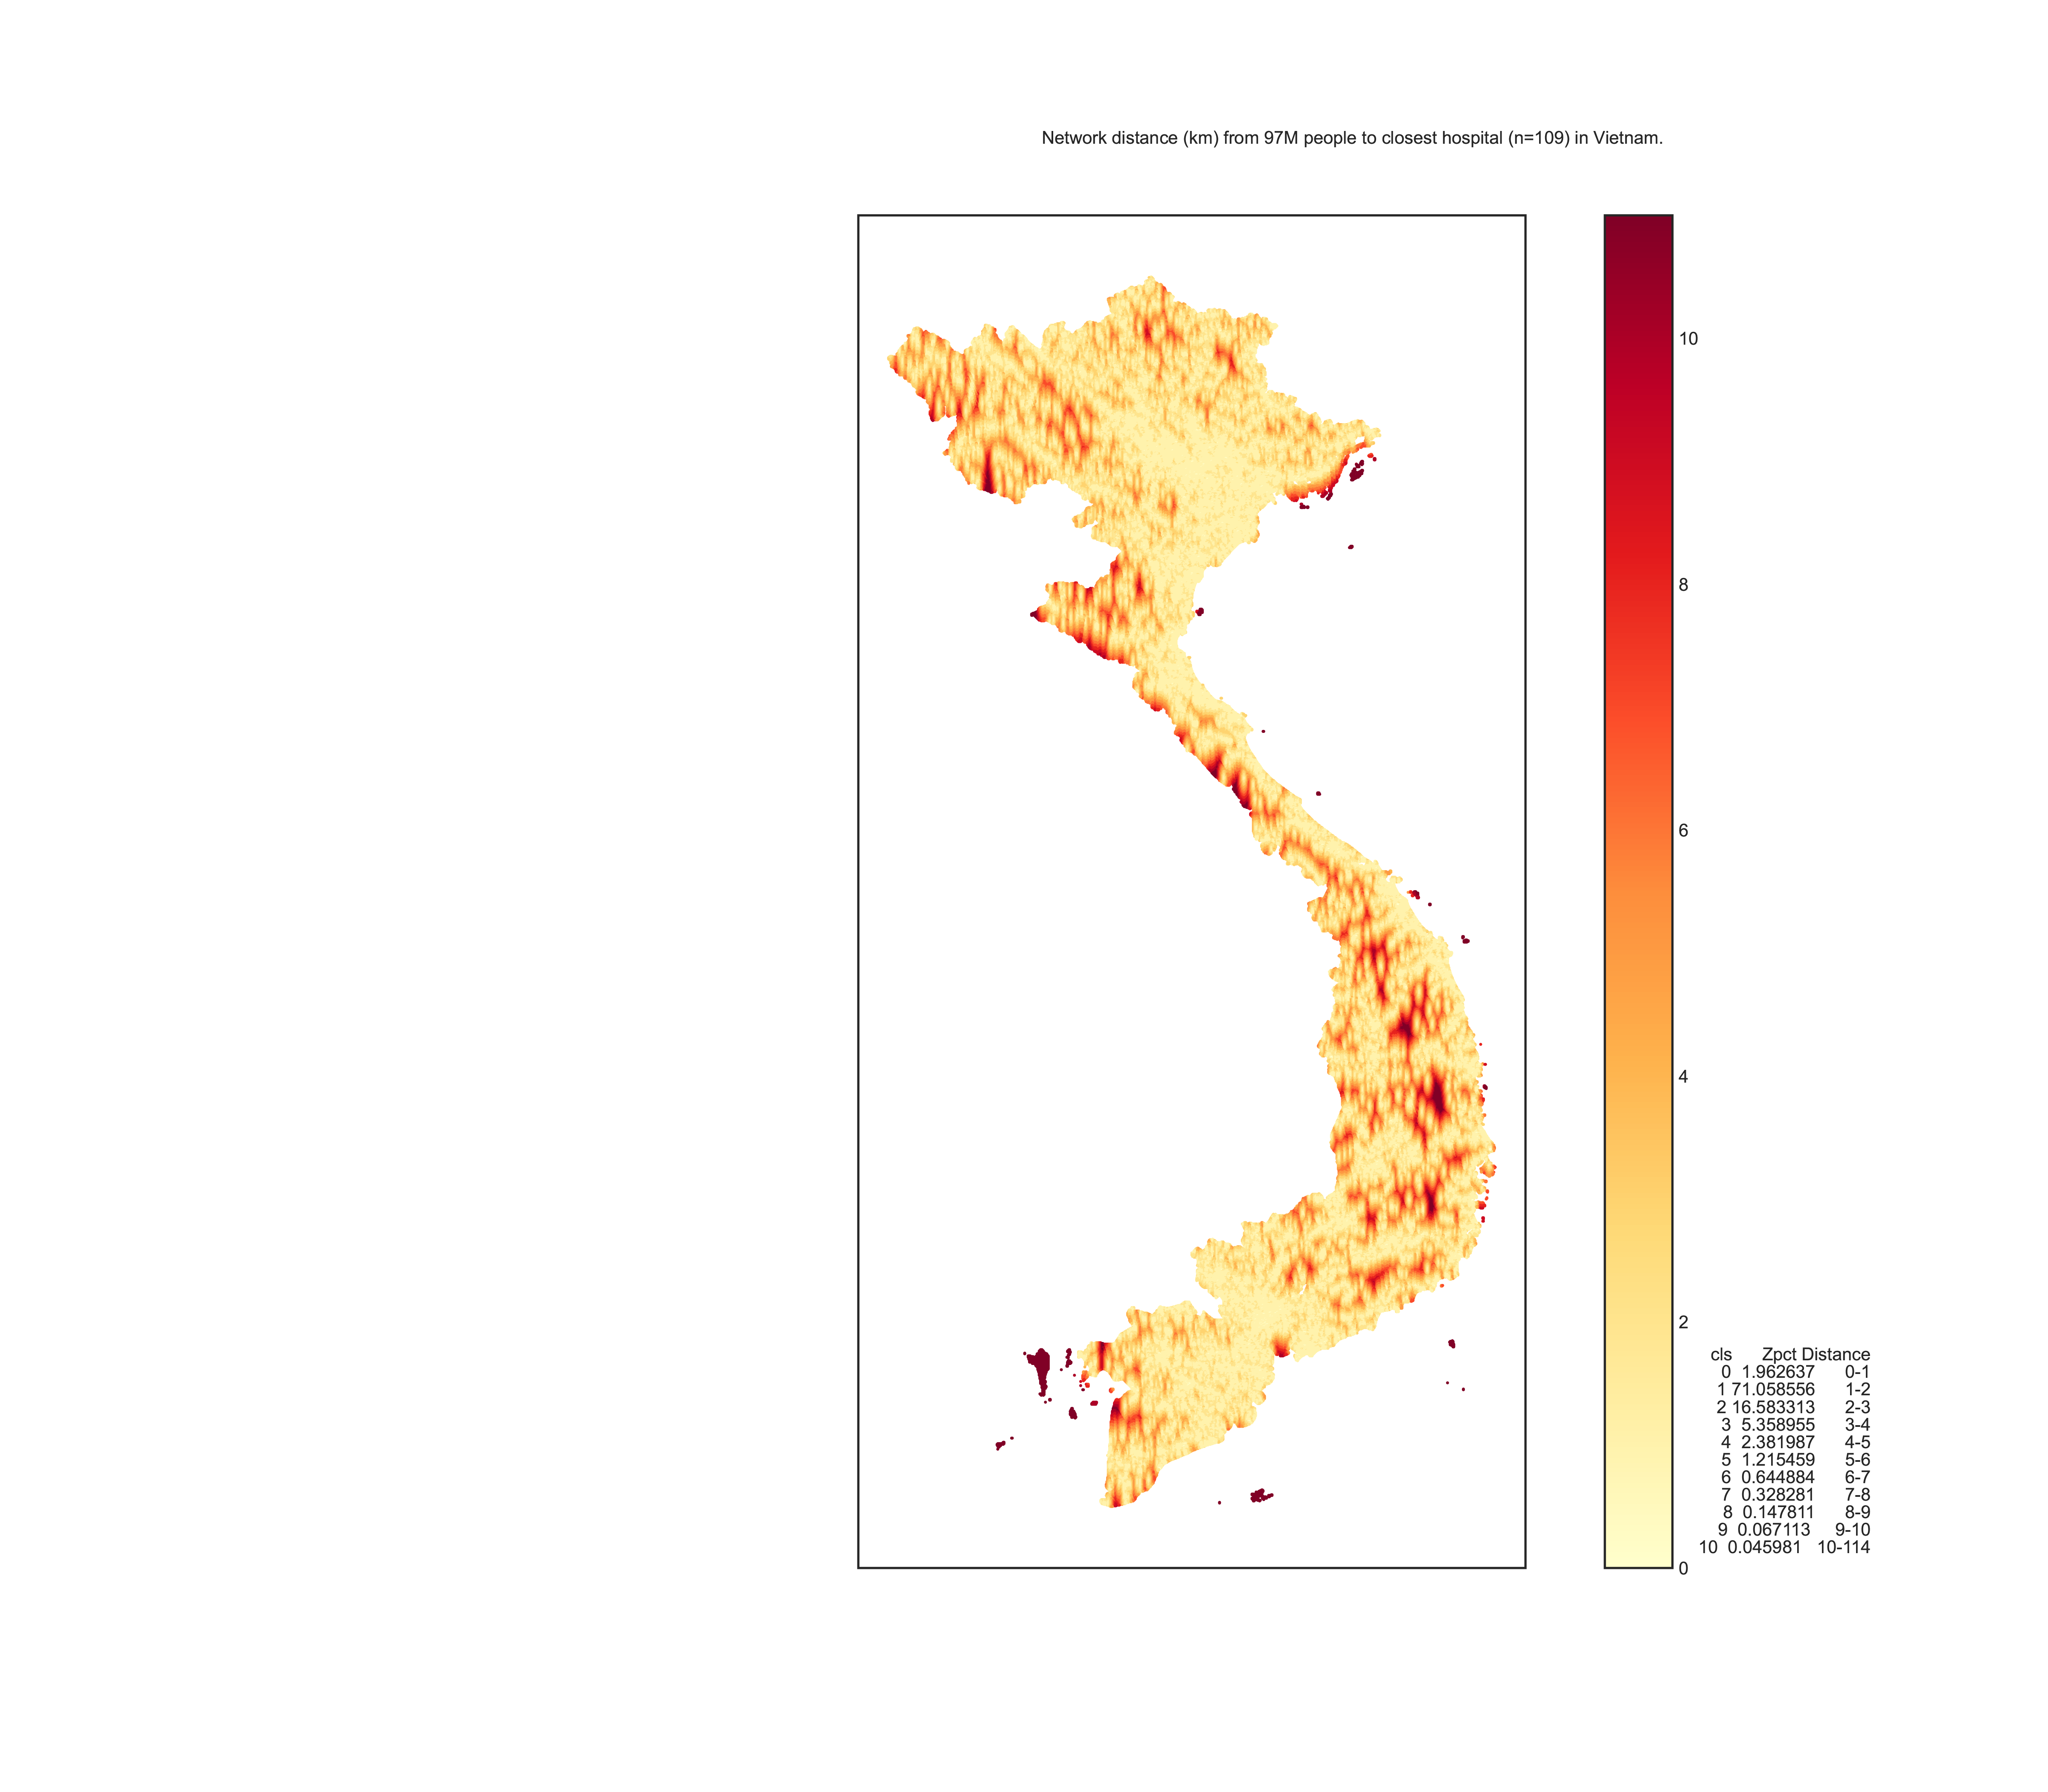 Network distance (km) from 97M people to closest hospital (n=109) in Vietnam.
10
8
6
4
2
0
cls Zpct Distance
0 1.962637 0-1
1 71.058556 1-2
2 16.583313 2-3
3 5.358955 3-4
4 2.381987 4-5
5 1.215459 5-6
6 0.644884 6-7
7 0.328281 7-8
8 0.147811 8-9
9 0.067113 9-10
10 0.045981 10-114